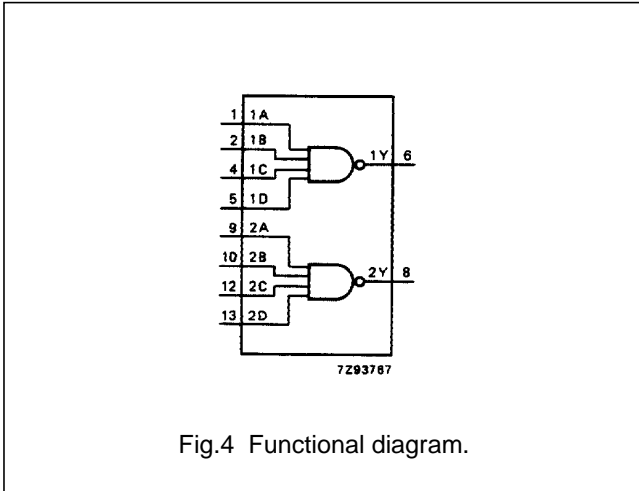 1 1A
2 1B
4 1C
5 1D
1Y 6
9 2A
10 2B
12 2C
13 2D
2Y 8
7Z93767
Fig.4 Functional diagram.